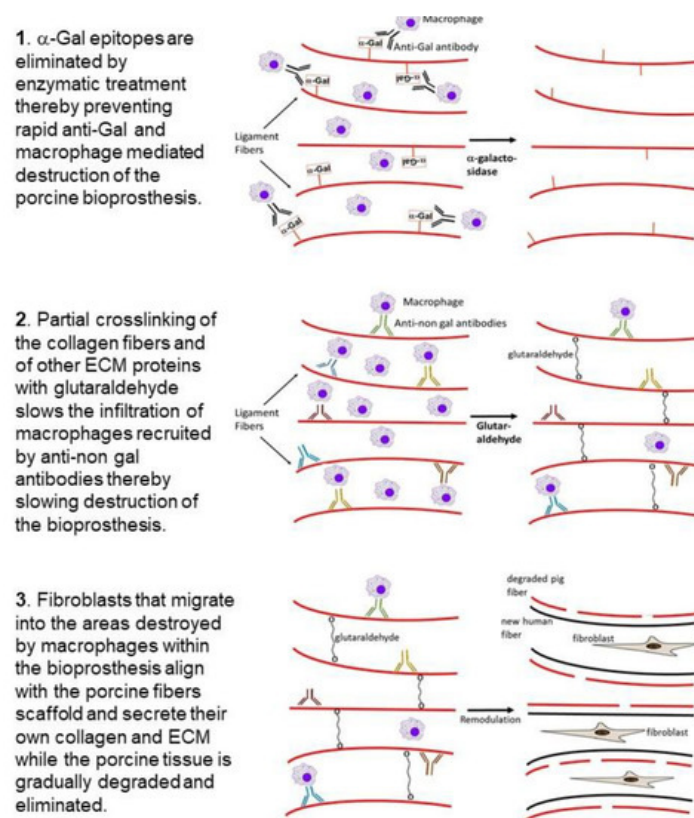 1. α-Gal epitopes are
eliminated by
enzymatic treatment
thereby preventing
rapid anti-Gal and
macrophage mediated
destruction of the
porcine bioprosthesis.
Macrophage
α-Gal
Anti-Gal antibody
α-Gal
α-Gal
Ligament
Fibers
α-Gal
α-Gal
α-galacto-
sidase
α-Gal
α-Gal
2. Partial crosslinking of
the collagen fibers and
of other ECM proteins
with glutaraldehyde
slows the infiltration of
macrophages recruited
by anti-non gal
antibodies thereby
slowing destruction of
the bioprosthesis.
Macrophage
Anti-non gal antibodies
Ligament
Fibers
Glutar-
aldehyde
glutaraldehyde
3. Fibroblasts that migrate
into the areas destroyed
by macrophages within
the bioprosthesis align
with the porcine fibers
scaffold and secrete their
own collagen and ECM
while the porcine tissue is
gradually degraded and
eliminated.
glutaraldehyde
Remodulation
degraded pig
fiber
new human
fiber
fibroblast
fibroblast